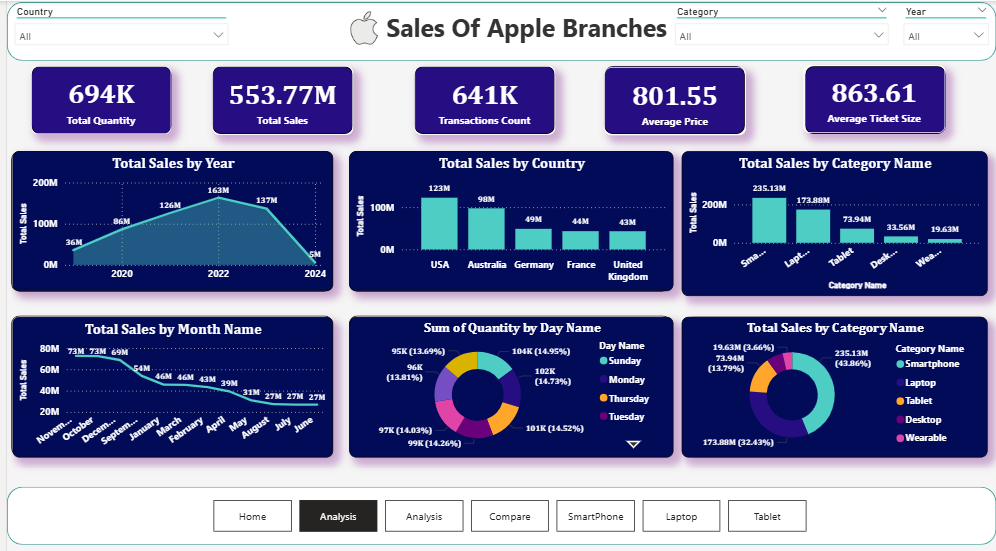 Country
All
Sales Of Apple Branches
Category
All
Year
All
694K
Total Quantity
553.77M
Total Sales
641K
Transactions Count
801.55
Average Price
863.61
Average Ticket Size
Total Sales by Year
Total Sales
200M
100M
0M
36M
86M
126M
163M
137M
5M
2020
2022
2024
Total Sales by Country
Total Sales
100M
0M
123M
98M
49M
44M
43M
USA
Australia
Germany
France
United
Kingdom
Total Sales by Category Name
Total Sales
200M
0M
235.13M
173.88M
73.94M
33.56M
19.63M
Sma...
Lapt...
Tablet
Desk...
Wea...
Category Name
Total Sales by Month Name
Total Sales
80M
60M
40M
20M
73M
73M
69M
54M
46M
46M
43M
39M
31M
27M
27M
27M
Novem...
October
Decem...
Septem...
January
March
February
April
May
August
July
June
Sum of Quantity by Day Name
104K (14.95%)
102K
(14.73%)
101K (14.52%)
99K (14.26%)
97K (14.03%)
96K
(13.81%)
95K (13.69%)
Day Name
Sunday
Monday
Thursday
Tuesday
Total Sales by Category Name
235.13M
(43.86%)
173.88M (32.43%)
73.94M
(13.79%)
19.63M (3.66%)
Category Name
Smartphone
Laptop
Tablet
Desktop
Wearable
Home
Analysis
Analysis
Compare
SmartPhone
Laptop
Tablet